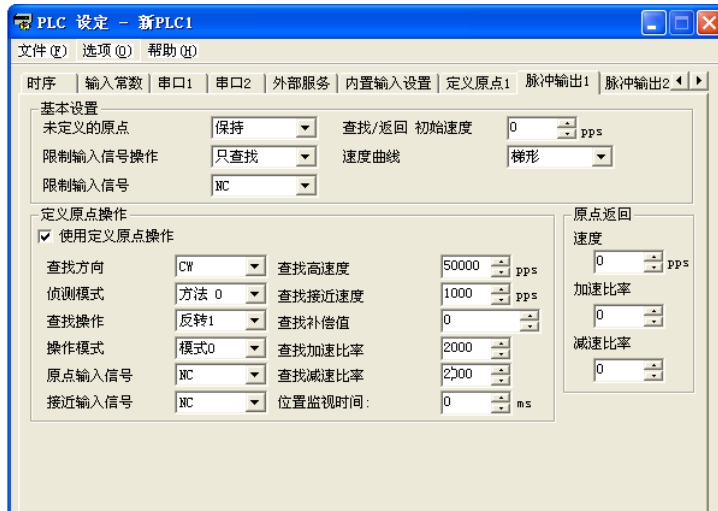 PLC 设定 - 新PLC1
文件(F) 选项(O) 帮助(H)
时序 输入常数 串口1 串口2 外部服务 内置输入设置 定义原点1 脉冲输出1 脉冲输出2
基本设置
未定义的原点 保持 查找/返回 初始速度 0 pps
限制输入信号操作 只查找 速度曲线 梯形
限制输入信号 NC
定义原点操作 原点返回
使用定义原点操作 速度
查找方向 CW 查找高速度 50000 pps 0 pps
侦测模式 方法 0 查找接近速度 1000 pps 加速比率
查找操作 反转1 查找补偿值 0 0
操作模式 模式0 查找加速比率 2000 减速比率
原点输入信号 NC 查找减速比率 2000 0
接近输入信号 NC 位置监视时间: 0 ms